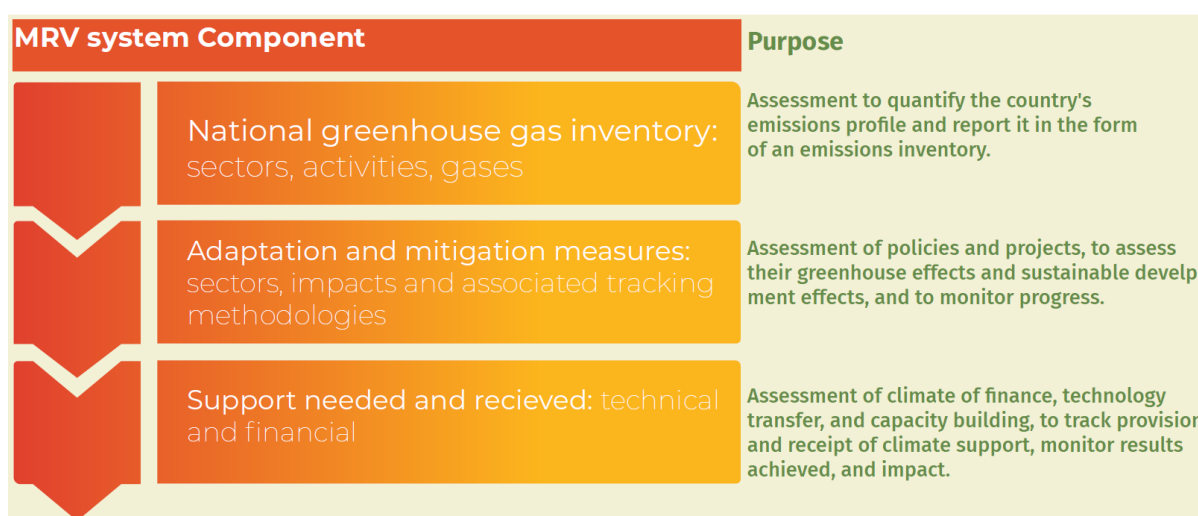 MRV system Component
Purpose
National greenhouse gas inventory:
sectors, activities, gases
Assessment to quantify the country's
emissions profile and report it in the form
of an emissions inventory.
Adaptation and mitigation measures:
sectors, impacts and associated tracking
methodologies
Assessment of policies and projects, to assess
their greenhouse effects and sustainable develp
ment effects, and to monitor progress.
Support needed and recieved: technical
and financial
Assessment of climate of finance, technology
transfer, and capacity building, to track provision
and receipt of climate support, monitor results
achieved, and impact.